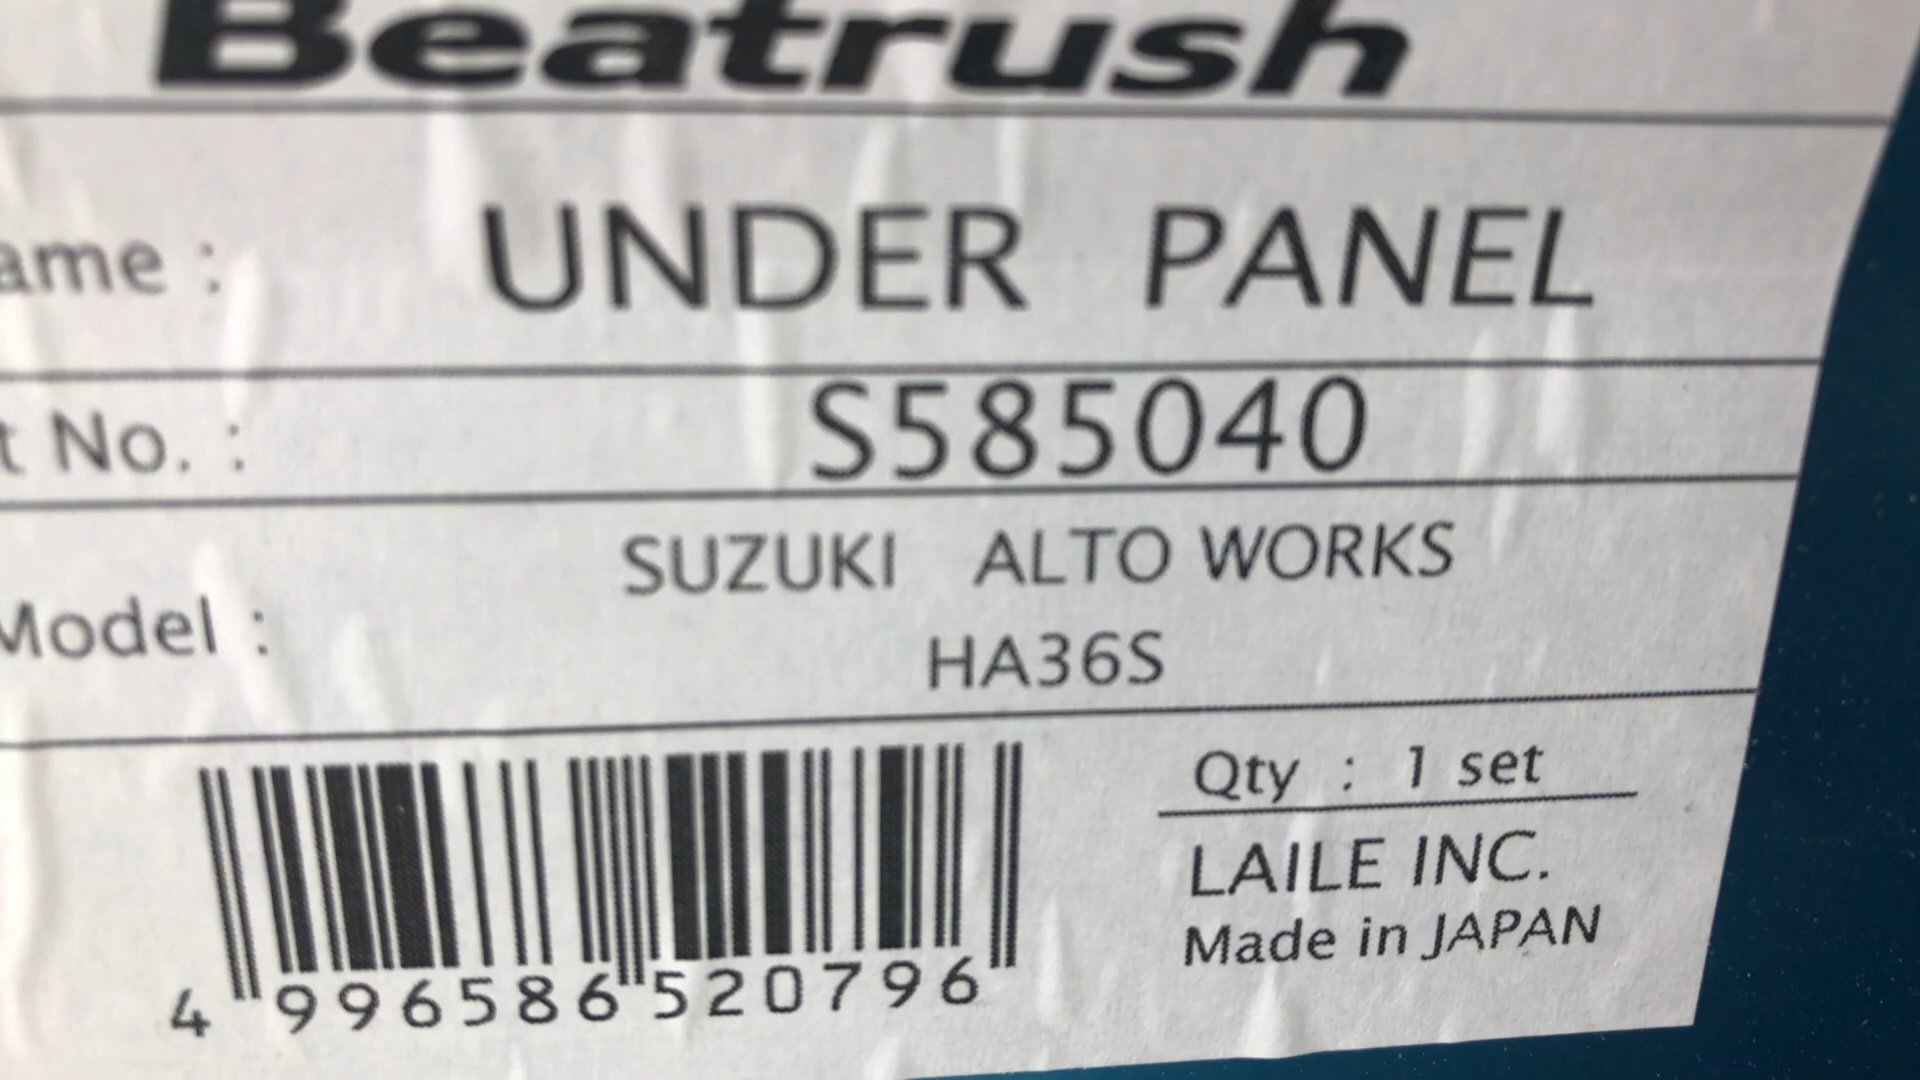 Beatrush
ame : UNDER PANEL
t No. : S585040
Model : SUZUKI ALTO WORKS
HA36S
Qty : 1 set
LAILE INC.
Made in JAPAN
4 996586 520796